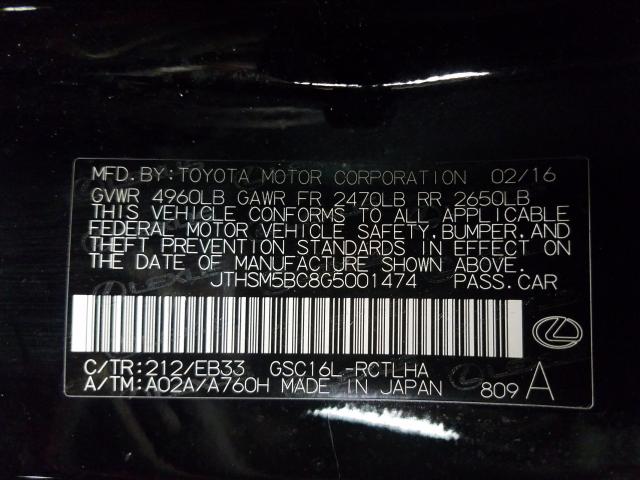 MFD.BY:TOYOTA MOTOR CORPORATION 02/16
GVWR 4960LB GAWR FR 2470LB RR 2650LB
THIS VEHICLE CONFORMS TO ALL APPLICABLE
FEDERAL MOTOR VEHICLE SAFETY,BUMPER,AND
THEFT PREVENTION STANDARDS IN EFFECT ON
THE DATE OF MANUFACTURE SHOWN ABOVE.
JTHSM5BC8G5001474 PASS.CAR
C/TR:212/EB33 GSC16L-RCTLHA
A/TM:A02A/A760H MADE IN JAPAN 809 A